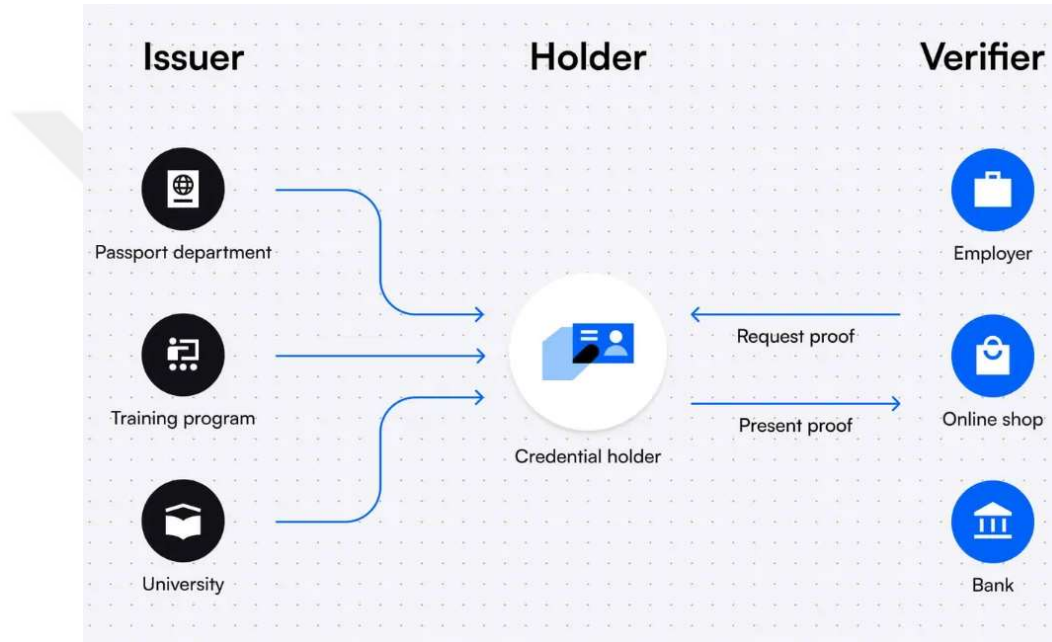 Issuer
Holder
Verifier
Passport department
Employer
Request proof
Training program
Present proof
Online shop
Credential holder
University
Bank